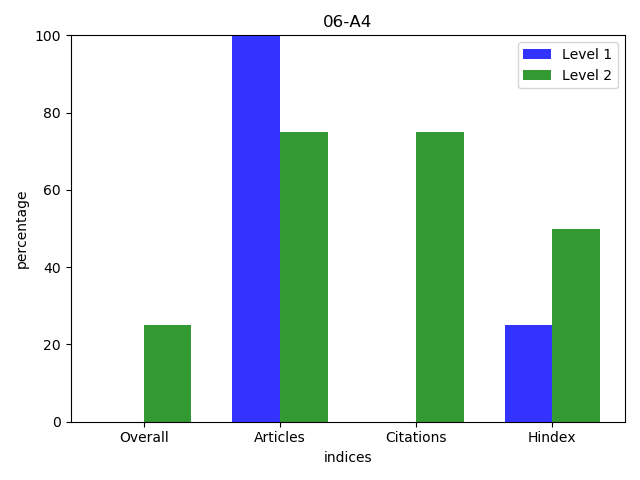 06-A4
Level 1
Level 2
percentage
100
80
60
40
20
0
Overall
Articles
Citations
Hindex
indices